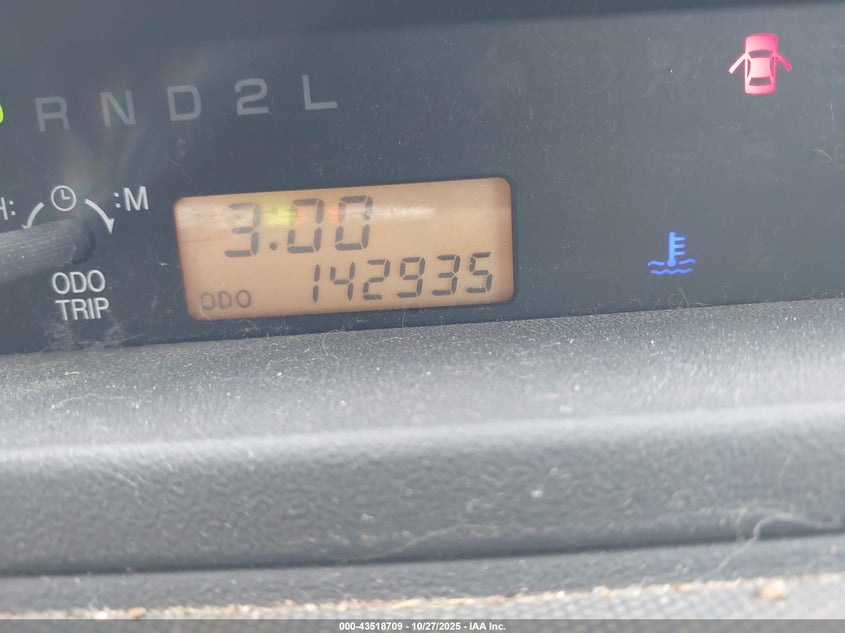 R N D 2 L
H: :M
3:00
ODO 142935
ODO
TRIP
000-43518709 - 10/27/2025 - IAA Inc.